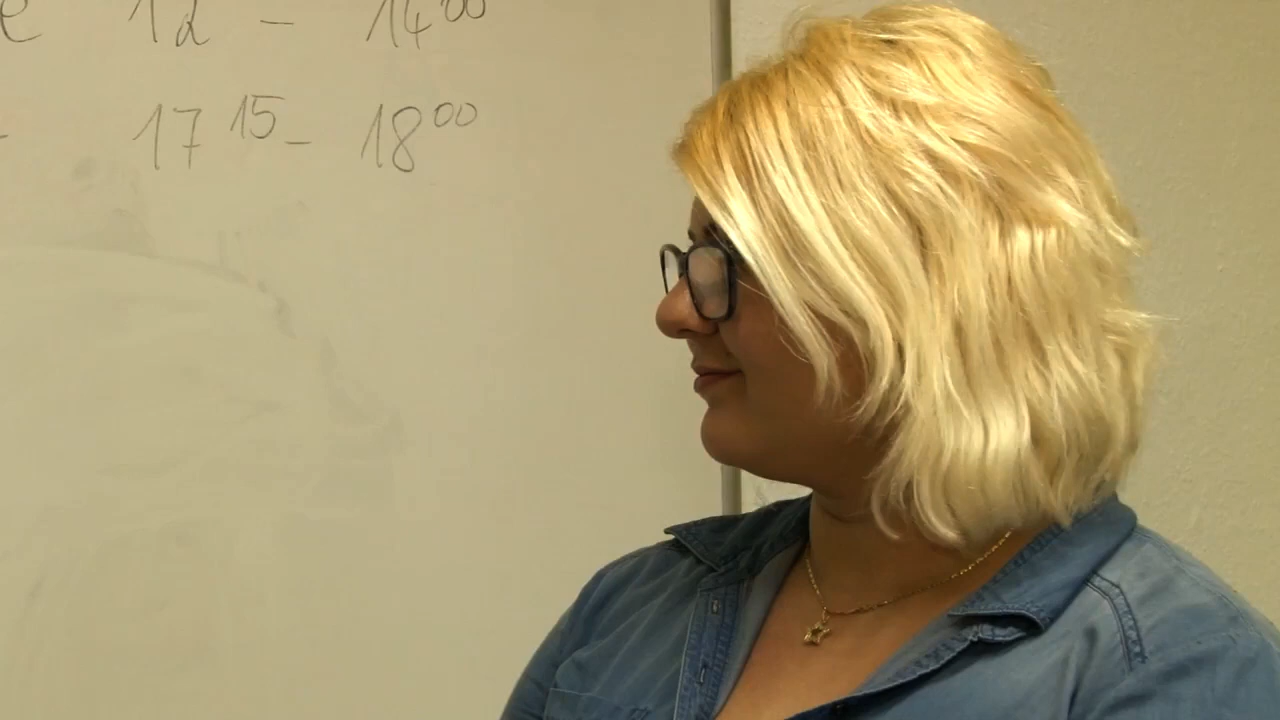 e 12 - 14⁰⁰
- 17¹⁵ - 18⁰⁰